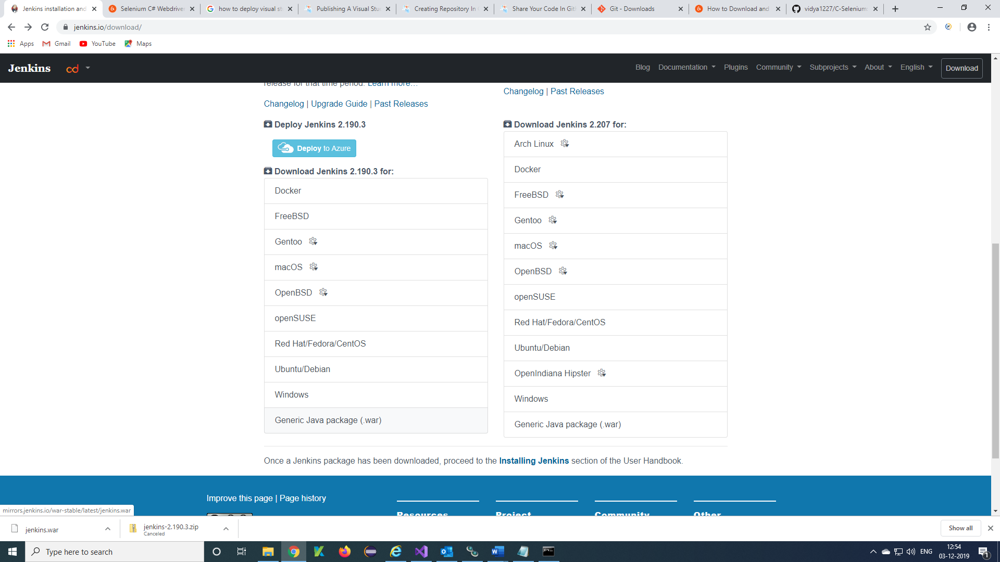 Jenkins installation and
Selenium C# Webdriver
how to deploy visual st
Publishing A Visual Stu
Creating Repository In
Share Your Code In Git
Git - Downloads
How to Download and
vidya1227/C-Selenium
jenkins.io/download/
Apps
Gmail
YouTube
Maps
Jenkins
cd
Blog
Documentation
Plugins
Community
Subprojects
About
English
Download
release for that time period. Learn more…
Changelog | Upgrade Guide | Past Releases
Deploy Jenkins 2.190.3
Deploy to Azure
Download Jenkins 2.190.3 for:
Docker
FreeBSD
Gentoo
macOS
OpenBSD
openSUSE
Red Hat/Fedora/CentOS
Ubuntu/Debian
Windows
Generic Java package (.war)
Changelog | Past Releases
Download Jenkins 2.207 for:
Arch Linux
Docker
FreeBSD
Gentoo
macOS
OpenBSD
openSUSE
Red Hat/Fedora/CentOS
Ubuntu/Debian
OpenIndiana Hipster
Windows
Generic Java package (.war)
Once a Jenkins package has been downloaded, proceed to the Installing Jenkins section of the User Handbook.
Improve this page | Page history
Resources
Project
Community
Other
mirrors.jenkins.io/war-stable/latest/jenkins.war
jenkins.war
jenkins-2.190.3.zip
Canceled
Show all
Type here to search
ENG
12:54
03-12-2019
1